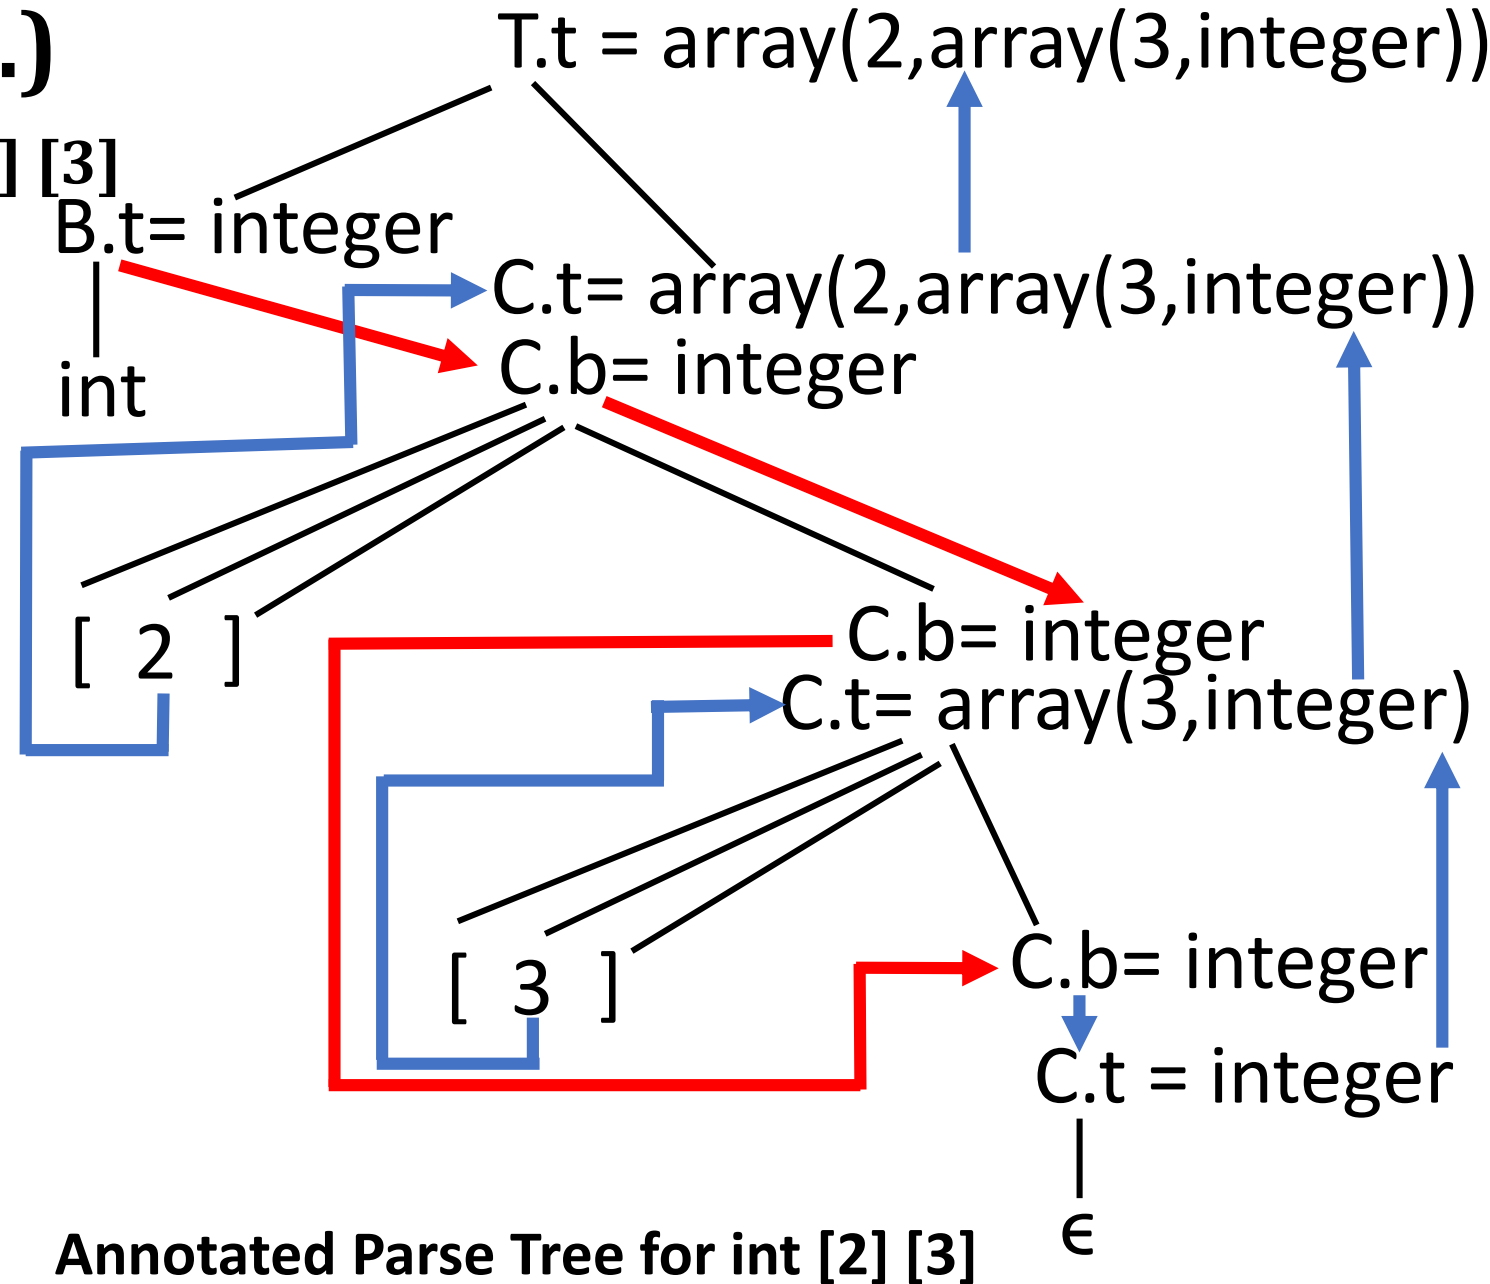 .)
T.t = array(2,array(3,integer))
] [3]
B.t= integer
C.t= array(2,array(3,integer))
int
C.b= integer
[ 2 ]
C.b= integer
C.t= array(3,integer)
[ 3 ]
C.b= integer
C.t = integer
ϵ
Annotated Parse Tree for int [2] [3]